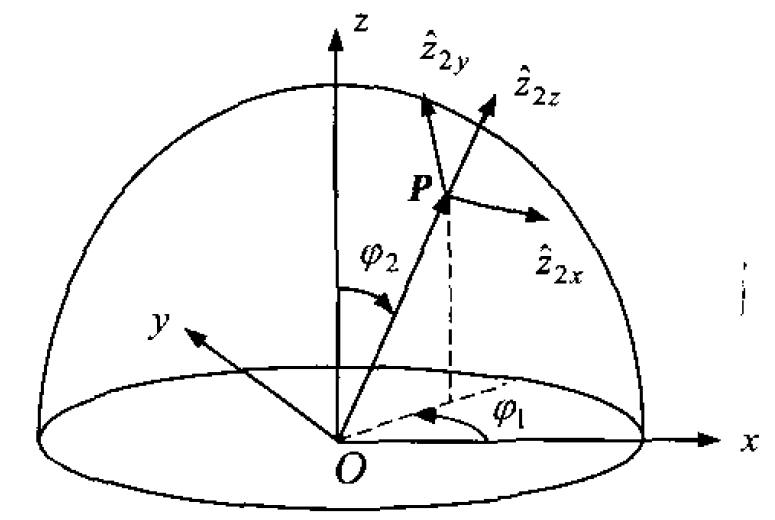 z
ẑ₂y
ẑ₂z
P
φ₂
ẑ₂x
y
φ₁
x
O